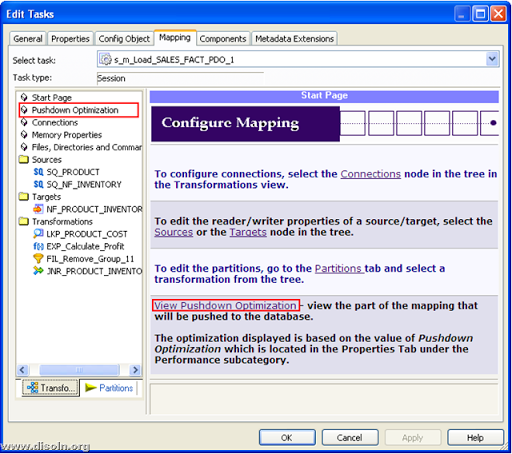 Edit Tasks
General
Properties
Config Object
Mapping
Components
Metadata Extensions
Select task:
s_m_Load_SALES_FACT_PDO_1
Task type:
Session
Start Page
Pushdown Optimization
Connections
Memory Properties
Files, Directories and Commar
Sources
SQ_PRODUCT
SQ_NF_INVENTORY
Targets
NF_PRODUCT_INVENTOR
Transformations
LKP_PRODUCT_COST
f(x) EXP_Calculate_Profit
FIL_Remove_Group_11
JNR_PRODUCT_INVENTO
Transfo...
Partitions
Start Page
Configure Mapping
To configure connections, select the Connections node in the tree in
the Transformations view.
To edit the reader/writer properties of a source/target, select the
Sources or the Targets node in the tree.
To edit the partitions, go to the Partitions tab and select a
transformation from the tree.
View Pushdown Optimization - view the part of the mapping that
will be pushed to the database.
The optimization displayed is based on the value of Pushdown
Optimization which is located in the Properties Tab under the
Performance subcategory.
OK
Cancel
Apply
Help
www.disoln.org